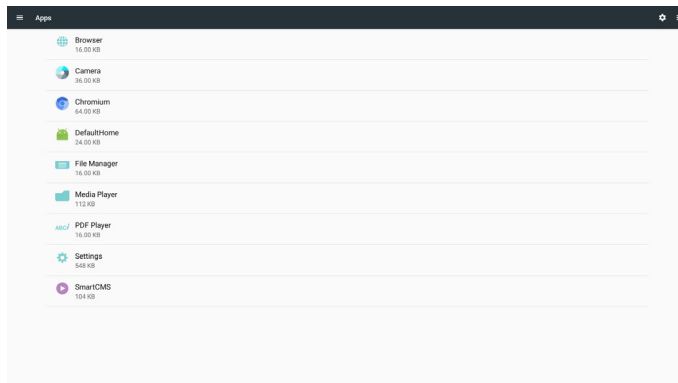 Apps
Browser
16.00 KB
Camera
36.00 KB
Chromium
64.00 KB
DefaultHome
24.00 KB
File Manager
16.00 KB
Media Player
112 KB
ABC/ PDF Player
16.00 KB
Settings
548 KB
SmartCMS
104 KB